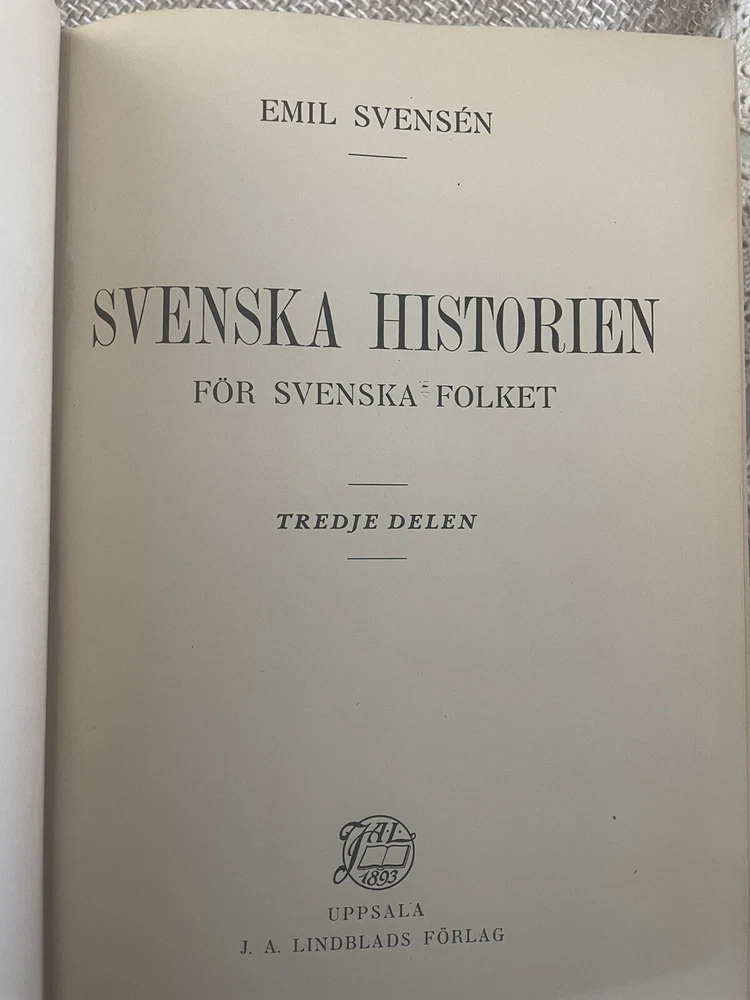 EMIL SVENSÉN
SVENSKA HISTORIEN
FÖR SVENSKA FOLKET
TREDJE DELEN
J.A.L.
1893
UPPSALA
J. A. LINDBLADS FÖRLAG